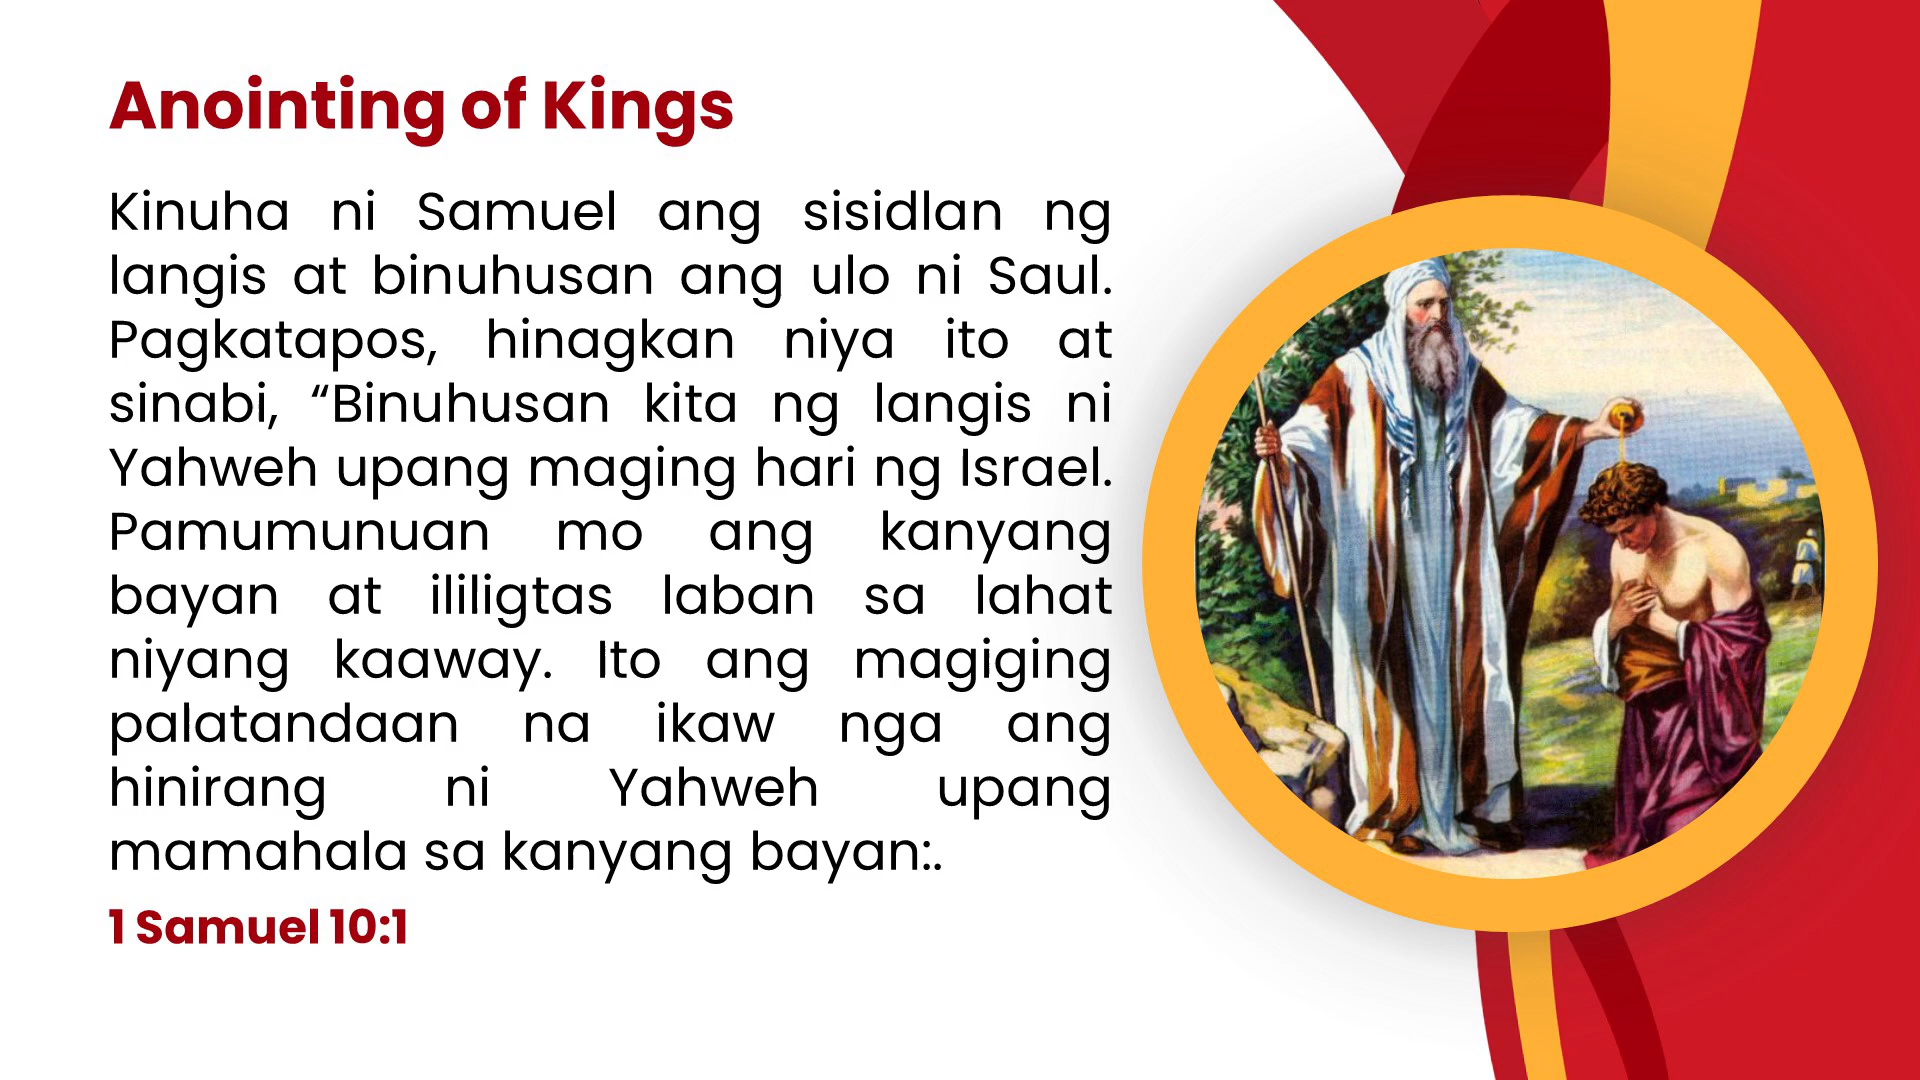 Anointing of Kings
Kinuha ni Samuel ang sisidlan ng
langis at binuhusan ang ulo ni Saul.
Pagkatapos, hinagkan niya ito at
sinabi, “Binuhusan kita ng langis ni
Yahweh upang maging hari ng Israel.
Pamumunuan mo ang kanyang
bayan at ililigtas laban sa lahat
niyang kaaway. Ito ang magiging
palatandaan na ikaw nga ang
hinirang ni Yahweh upang
mamahala sa kanyang bayan:.
1 Samuel 10:1